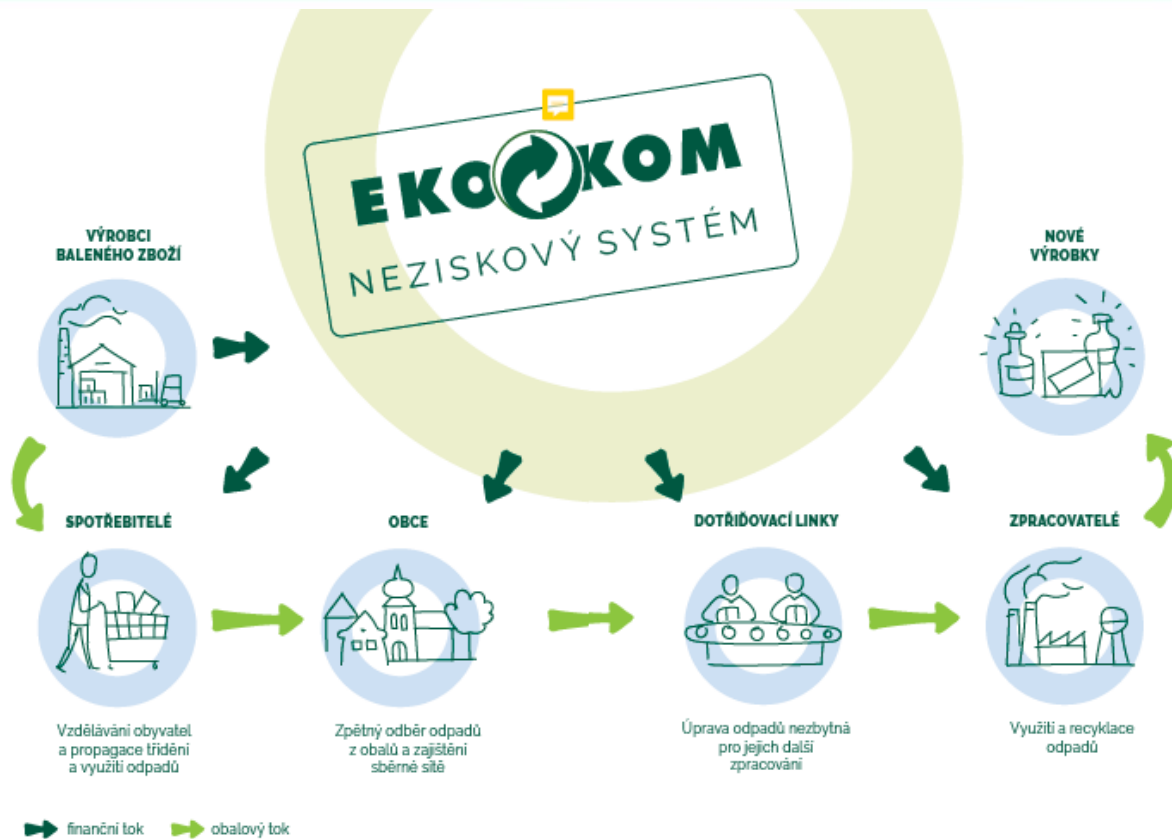 EKO KOM
NEZISKOVÝ SYSTÉM
VÝROBCI
BALENÉHO ZBOŽÍ
NOVÉ
VÝROBKY
SPOTŘEBITELÉ
OBCE
DOTŘIĎOVACÍ LINKY
ZPRACOVATELÉ
Vzdělávání obyvatel
a propagace třídění
a využití odpadů
Zpětný odběr odpadů
z obalů a zajištění
sběrné sítě
Úprava odpadů nezbytná
pro jejich další
zpracování
Využití a recyklace
odpadů
finanční tok
obalový tok